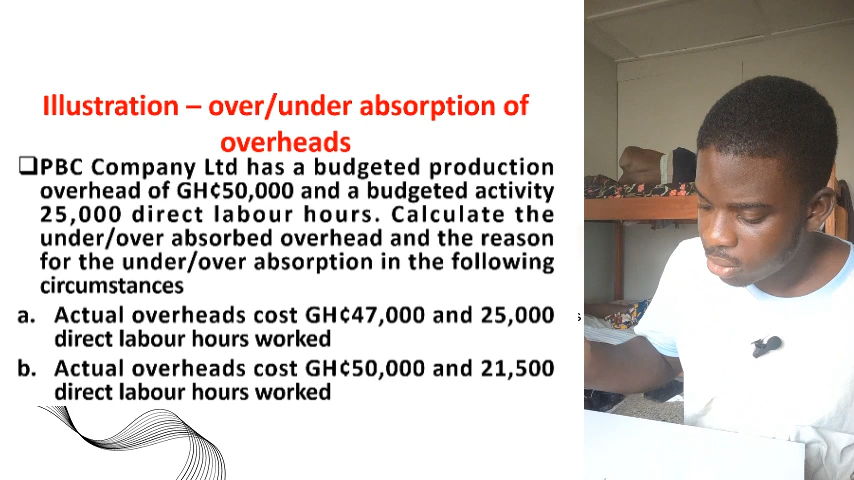 Illustration – over/under absorption of
overheads
❑PBC Company Ltd has a budgeted production
overhead of GH¢50,000 and a budgeted activity
25,000 direct labour hours. Calculate the
under/over absorbed overhead and the reason
for the under/over absorption in the following
circumstances
a. Actual overheads cost GH¢47,000 and 25,000
direct labour hours worked
b. Actual overheads cost GH¢50,000 and 21,500
direct labour hours worked
s